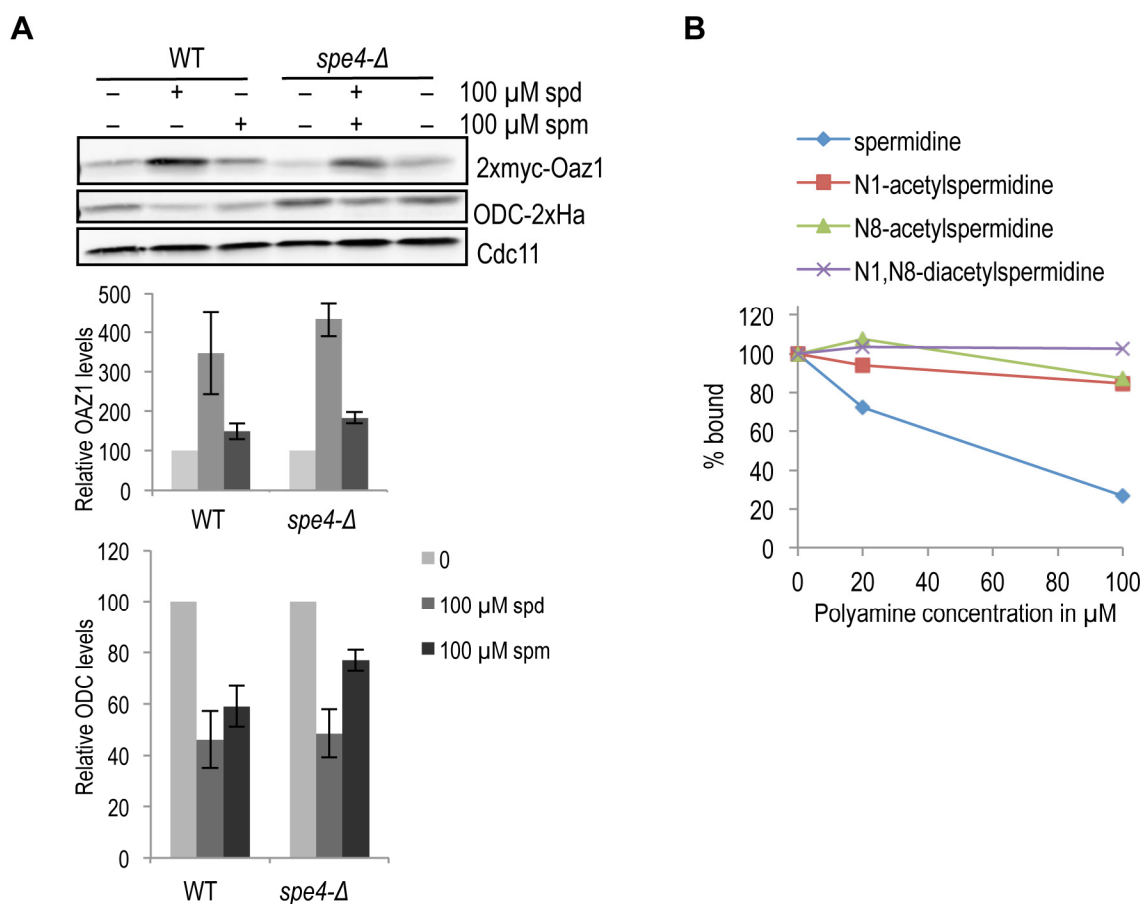 A
WT spe4-Δ
– + – – + – 100 µM spd
– – + – + – 100 µM spm
2xmyc-Oaz1
ODC-2xHa
Cdc11
Relative OAZ1 levels
500
400
300
200
100
0
WT spe4-Δ
Relative ODC levels
120
100
80
60
40
20
0
WT spe4-Δ
0
100 µM spd
100 µM spm
B
spermidine
N1-acetylspermidine
N8-acetylspermidine
N1,N8-diacetylspermidine
% bound
120
100
80
60
40
20
0
0 20 40 60 80 100
Polyamine concentration in µM